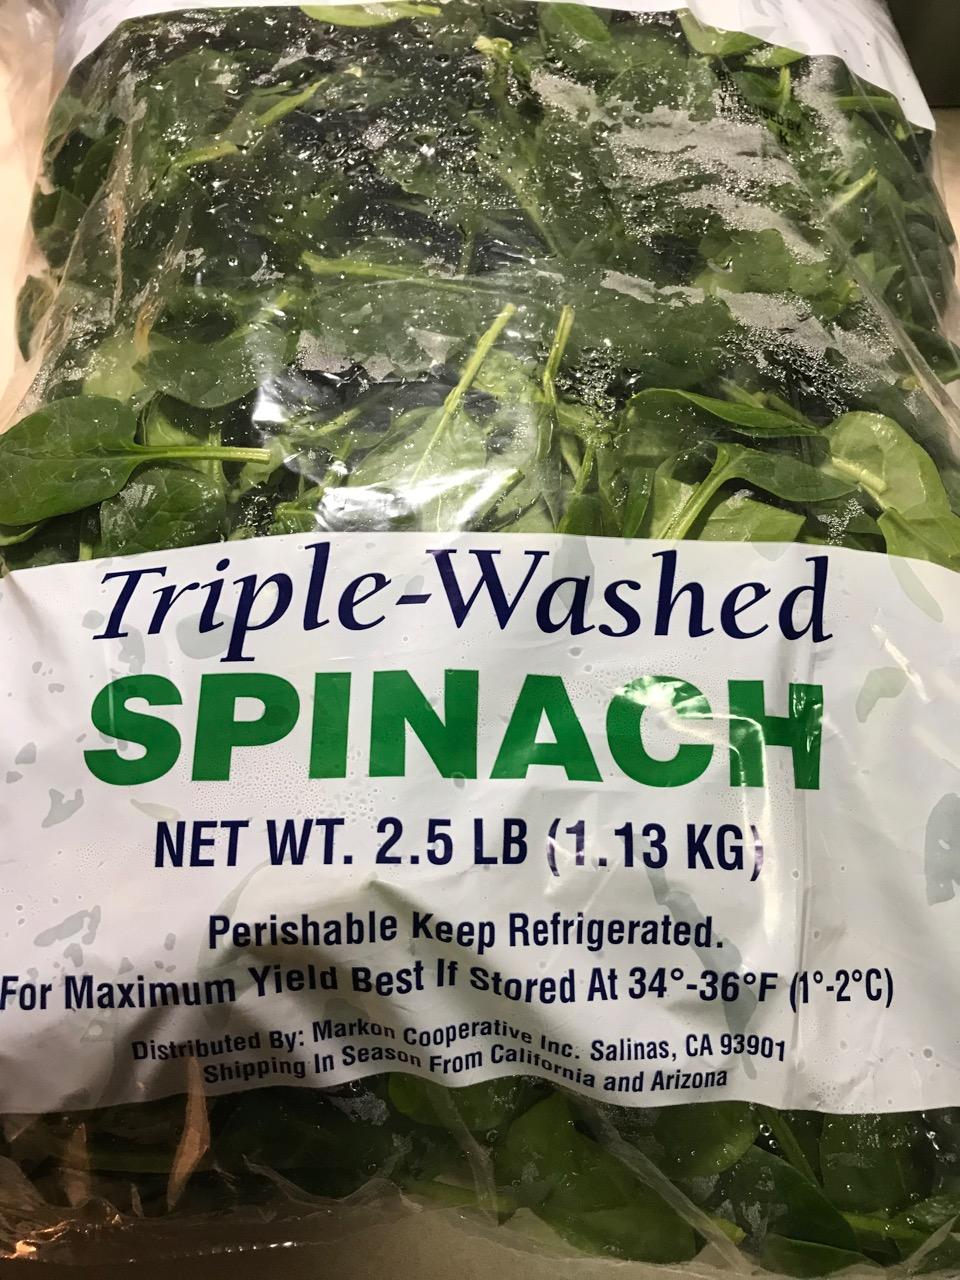 Triple-Washed
SPINACH
NET WT. 2.5 LB (1.13 KG)
Perishable Keep Refrigerated.
For Maximum Yield Best If Stored At 34°-36°F (1°-2°C)
Distributed By: Markon Cooperative Inc. Salinas, CA 93901
Shipping In Season From California and Arizona